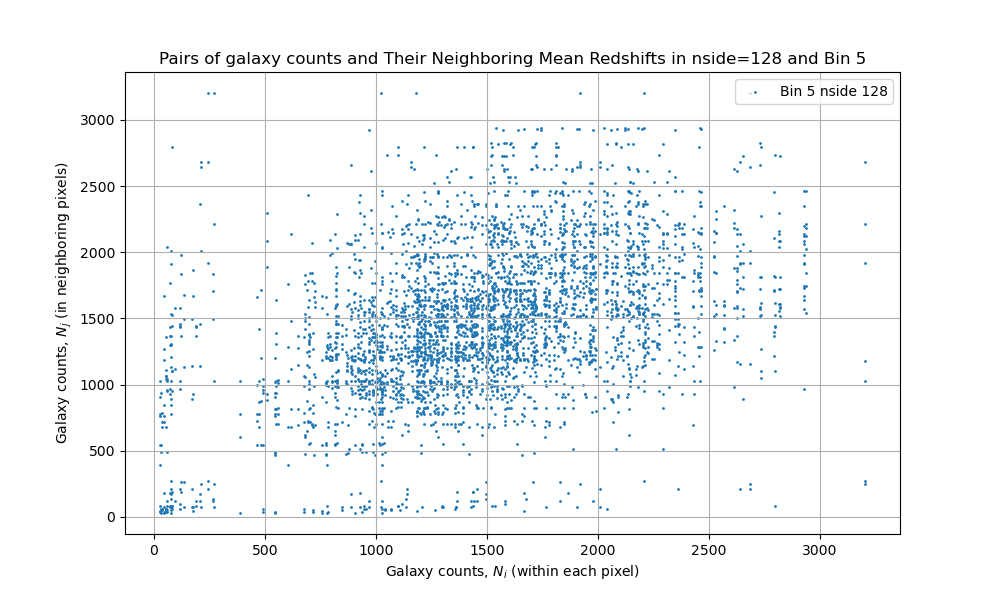 Pairs of galaxy counts and Their Neighboring Mean Redshifts in nside=128 and Bin 5
Bin 5 nside 128
Galaxy counts, N_j (in neighboring pixels)
3000
2500
2000
1500
1000
500
0
0 500 1000 1500 2000 2500 3000
Galaxy counts, N_i (within each pixel)